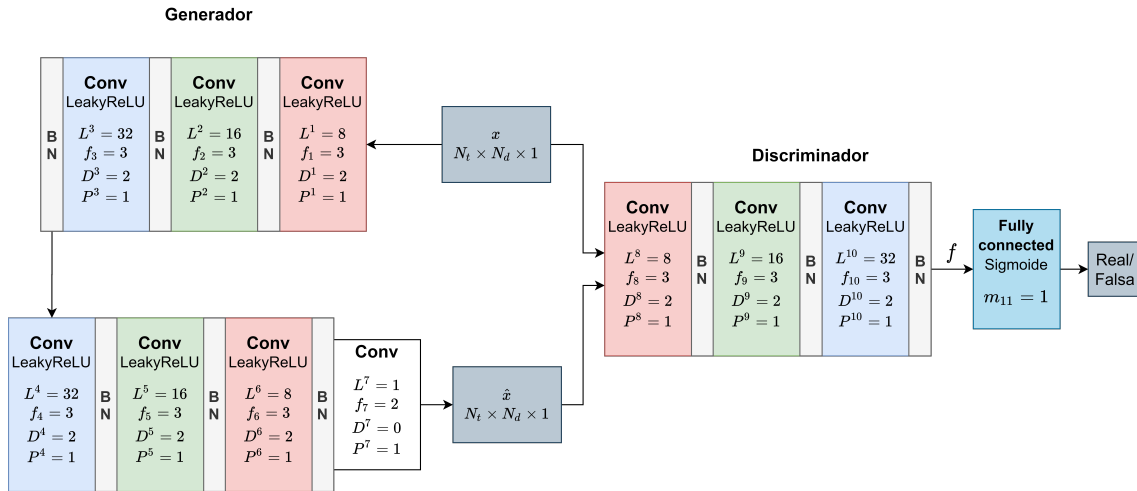 Generador
B
N
Conv
LeakyReLU
L^3 = 32
f_3 = 3
D^3 = 2
P^3 = 1
B
N
Conv
LeakyReLU
L^2 = 16
f_2 = 3
D^2 = 2
P^2 = 1
B
N
Conv
LeakyReLU
L^1 = 8
f_1 = 3
D^1 = 2
P^1 = 1
x
N_t × N_d × 1
Conv
LeakyReLU
L^4 = 32
f_4 = 3
D^4 = 2
P^4 = 1
B
N
Conv
LeakyReLU
L^5 = 16
f_5 = 3
D^5 = 2
P^5 = 1
B
N
Conv
LeakyReLU
L^6 = 8
f_6 = 3
D^6 = 2
P^6 = 1
B
N
Conv
L^7 = 1
f_7 = 2
D^7 = 0
P^7 = 1
x̂
N_t × N_d × 1
Discriminador
Conv
LeakyReLU
L^8 = 8
f_8 = 3
D^8 = 2
P^8 = 1
B
N
Conv
LeakyReLU
L^9 = 16
f_9 = 3
D^9 = 2
P^9 = 1
B
N
Conv
LeakyReLU
L^10 = 32
f_10 = 3
D^10 = 2
P^10 = 1
B
N
f
Fully
connected
Sigmoide
m_11 = 1
Real/
Falsa